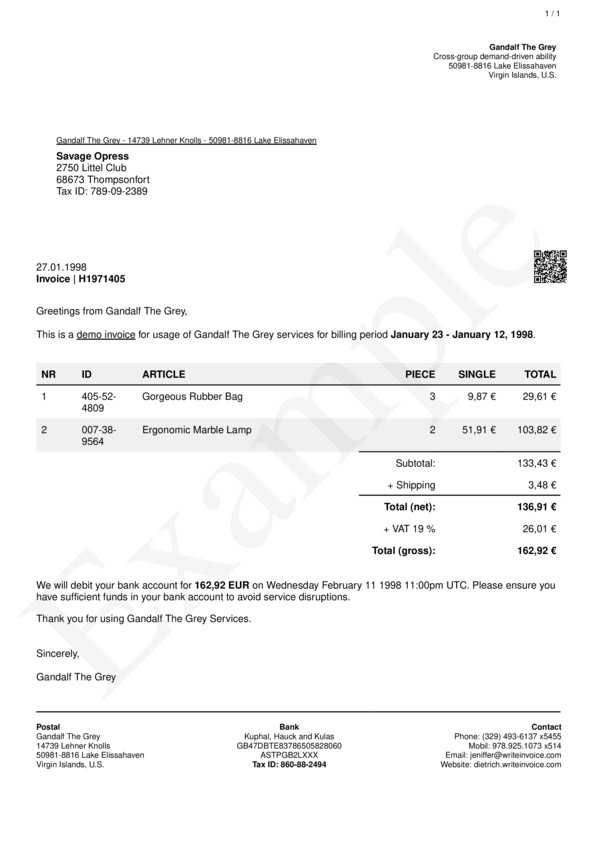 1 / 1
Gandalf The Grey
Cross-group demand-driven ability
50981-8816 Lake Elissahaven
Virgin Islands, U.S.
Gandalf The Grey - 14739 Lehner Knolls - 50981-8816 Lake Elissahaven
Savage Opress
2750 Littel Club
68673 Thompsonfort
Tax ID: 789-09-2389
27.01.1998
Invoice | H1971405
Greetings from Gandalf The Grey,
This is a demo invoice for usage of Gandalf The Grey services for billing period January 23 - January 12, 1998.
NR ID ARTICLE PIECE SINGLE TOTAL
1 405-52- Gorgeous Rubber Bag 3 9,87 € 29,61 €
4809
2 007-38- Ergonomic Marble Lamp 2 51,91 € 103,82 €
9564
Subtotal: 133,43 €
+ Shipping 3,48 €
Total (net): 136,91 €
+ VAT 19 % 26,01 €
Total (gross): 162,92 €
We will debit your bank account for 162,92 EUR on Wednesday February 11 1998 11:00pm UTC. Please ensure you
have sufficient funds in your bank account to avoid service disruptions.
Thank you for using Gandalf The Grey Services.
Sincerely,
Gandalf The Grey
Postal
Gandalf The Grey
14739 Lehner Knolls
50981-8816 Lake Elissahaven
Virgin Islands, U.S.
Bank
Kuphal, Hauck and Kulas
GB47DBTE83786505828060
ASTPGB2LXXX
Tax ID: 860-88-2494
Contact
Phone: (329) 493-6137 x5455
Mobil: 978.925.1073 x514
Email: jeniffer@writeinvoice.com
Website: dietrich.writeinvoice.com
Example